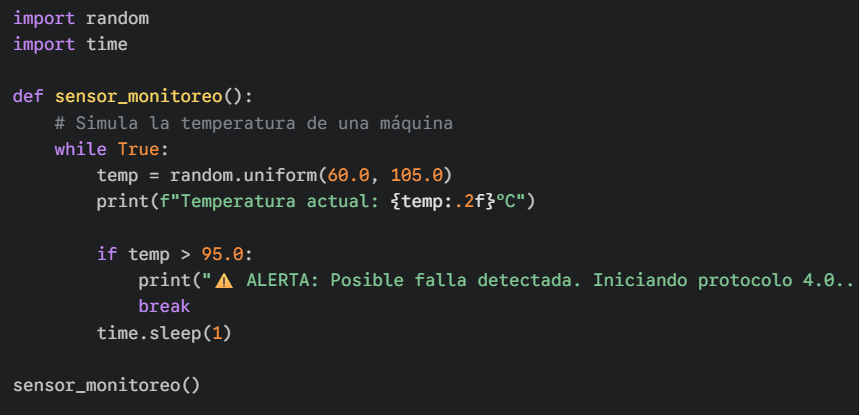 import random
import time
def sensor_monitoreo():
    # Simula la temperatura de una máquina
    while True:
        temp = random.uniform(60.0, 105.0)
        print(f"Temperatura actual: {temp:.2f}°C")
        if temp > 95.0:
            print("⚠️ ALERTA: Posible falla detectada. Iniciando protocolo 4.0..
            break
        time.sleep(1)
sensor_monitoreo()